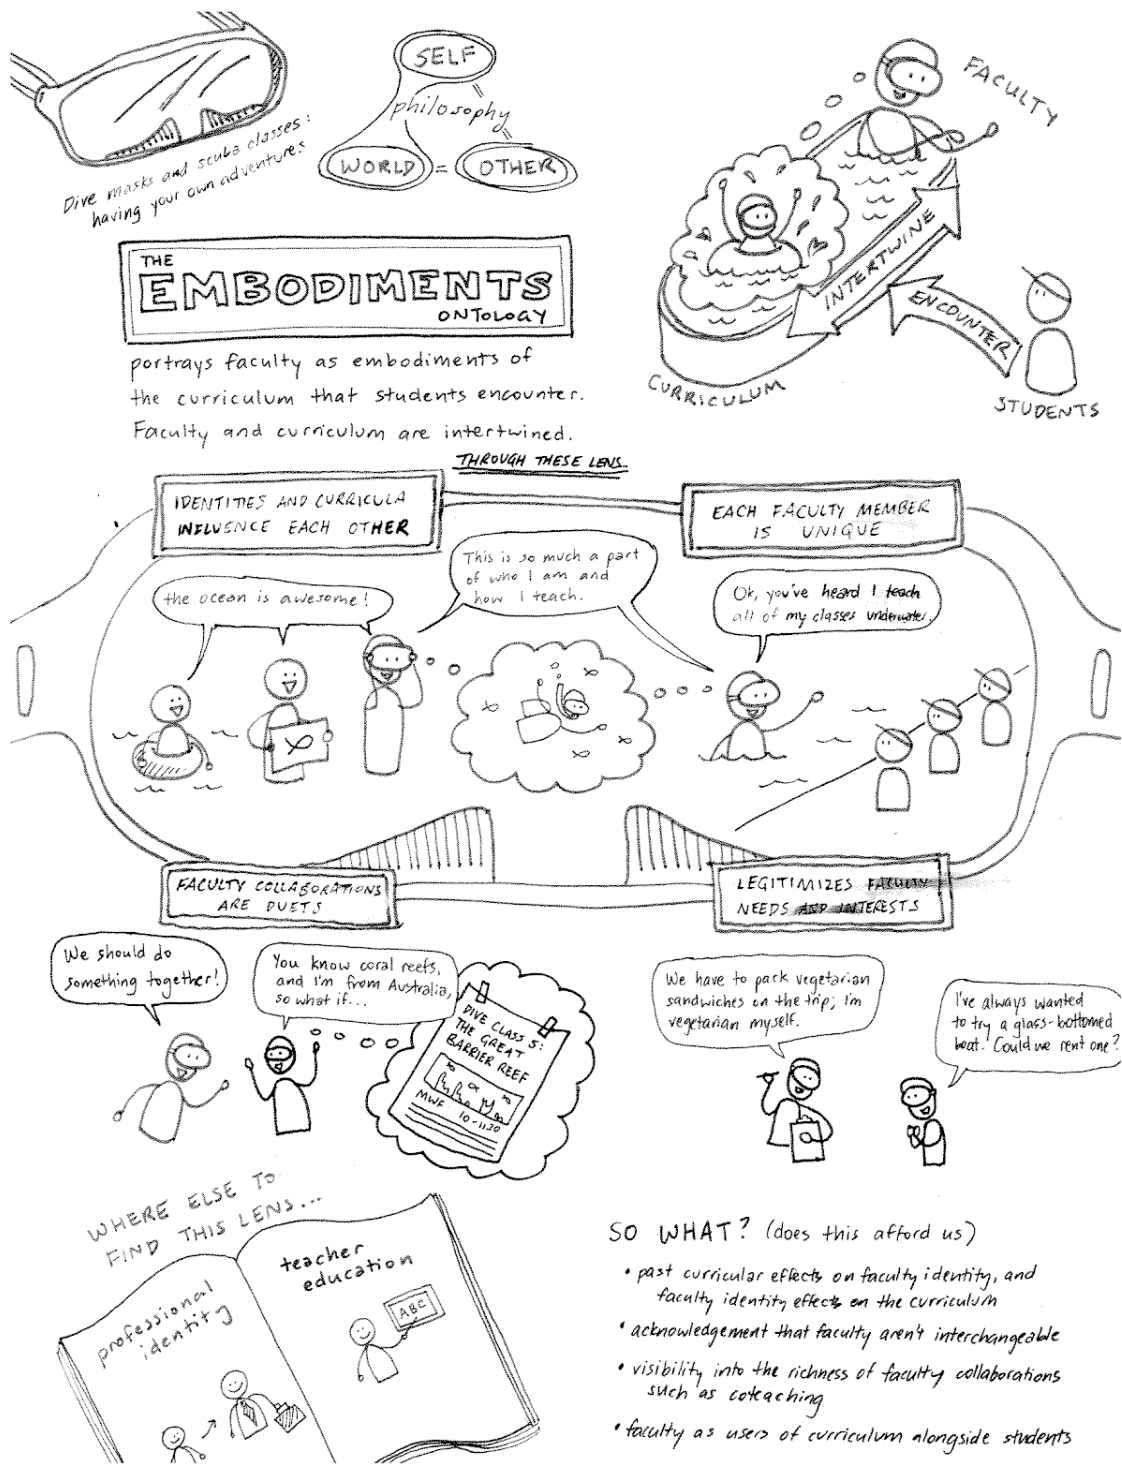 Dive masks and scuba classes:
having your own adventures
SELF
philosophy
WORLD = OTHER
THE
EMBODIMENTS
ONTOLOGY
portrays faculty as embodiments of
the curriculum that students encounter.
Faculty and curriculum are intertwined.
FACULTY
INTERTWINE
ENCOUNTER
CURRICULUM
STUDENTS
THROUGH THESE LENS
IDENTITIES AND CURRICULA
INFLUENCE EACH OTHER
EACH FACULTY MEMBER
IS UNIQUE
the ocean is awesome!
This is so much a part
of who I am and
how I teach.
Ok, you've heard I teach
all of my classes underwater.
FACULTY COLLABORATIONS
ARE DUETS
LEGITIMIZES FACULTY
NEEDS AND INTERESTS
We should do
something together!
You know coral reefs,
and I'm from Australia,
so what if...
DIVE CLASS 5:
THE GREAT
BARRIER REEF
MWF 10-1130
We have to pack vegetarian
sandwiches on the trip; I'm
vegetarian myself.
I've always wanted
to try a glass-bottomed
boat. Could we rent one?
WHERE ELSE TO
FIND THIS LENS...
professional
identity
teacher
education
ABC
SO WHAT? (does this afford us)
• past curricular effects on faculty identity, and
faculty identity effects on the curriculum
• acknowledgement that faculty aren't interchangeable
• visibility into the richness of faculty collaborations
such as coteaching
• faculty as users of curriculum alongside students